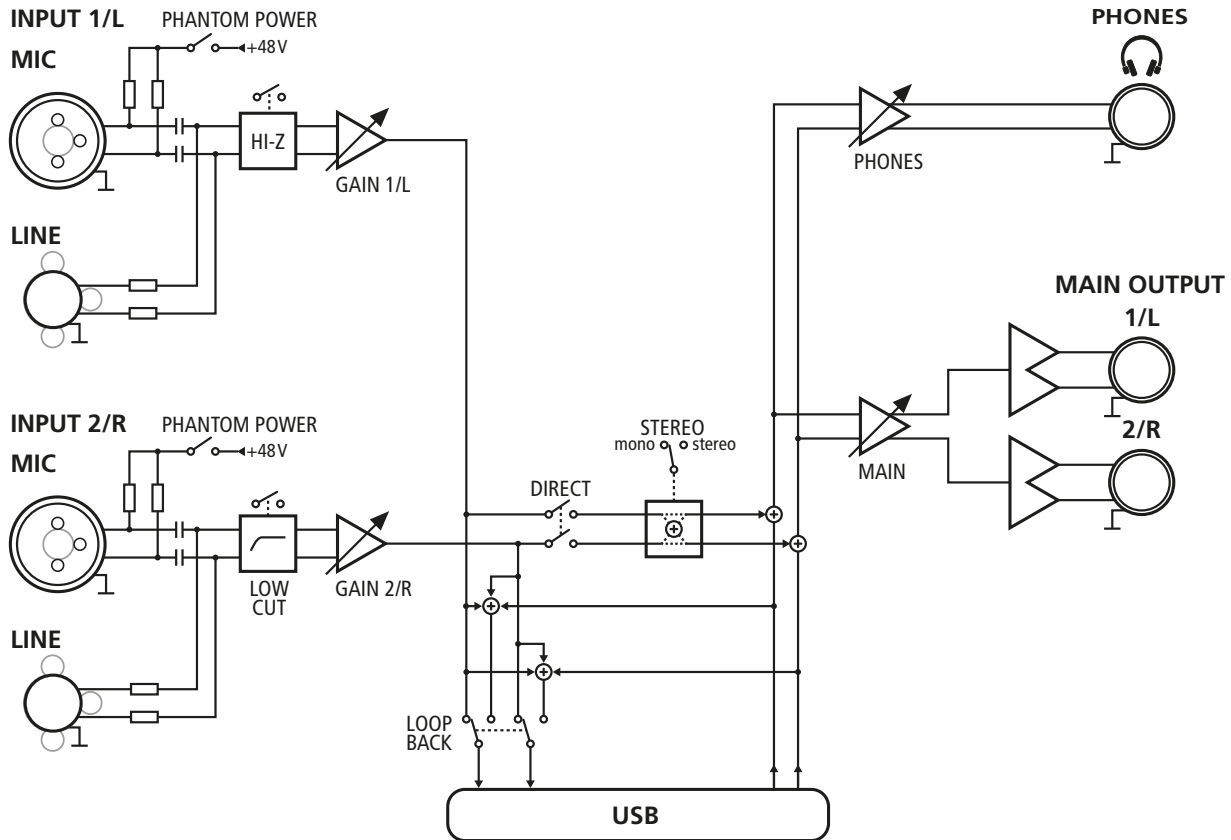 INPUT 1/L
PHANTOM POWER
+48V
MIC
HI-Z
GAIN 1/L
LINE
PHONES
PHONES
MAIN OUTPUT
1/L
2/R
MAIN
INPUT 2/R
PHANTOM POWER
+48V
MIC
LOW
CUT
GAIN 2/R
LINE
STEREO
mono
stereo
DIRECT
LOOP
BACK
USB